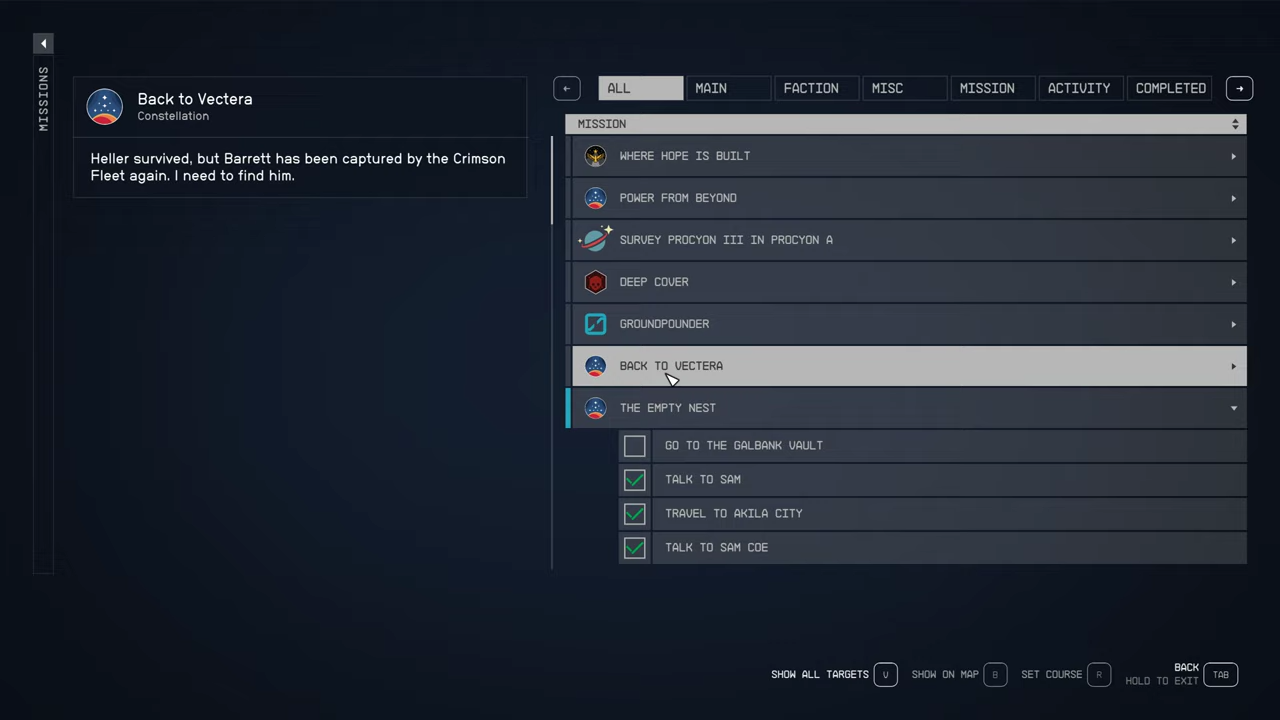 MISSIONS
Back to Vectera
Constellation
Heller survived, but Barrett has been captured by the Crimson
Fleet again. I need to find him.
ALL
MAIN
FACTION
MISC
MISSION
ACTIVITY
COMPLETED
MISSION
WHERE HOPE IS BUILT
POWER FROM BEYOND
SURVEY PROCYON III IN PROCYON A
DEEP COVER
GROUNDPOUNDER
BACK TO VECTERA
THE EMPTY NEST
GO TO THE GALBANK VAULT
TALK TO SAM
TRAVEL TO AKILA CITY
TALK TO SAM COE
SHOW ALL TARGETS V
SHOW ON MAP B
SET COURSE R
BACK
HOLD TO EXIT
TAB